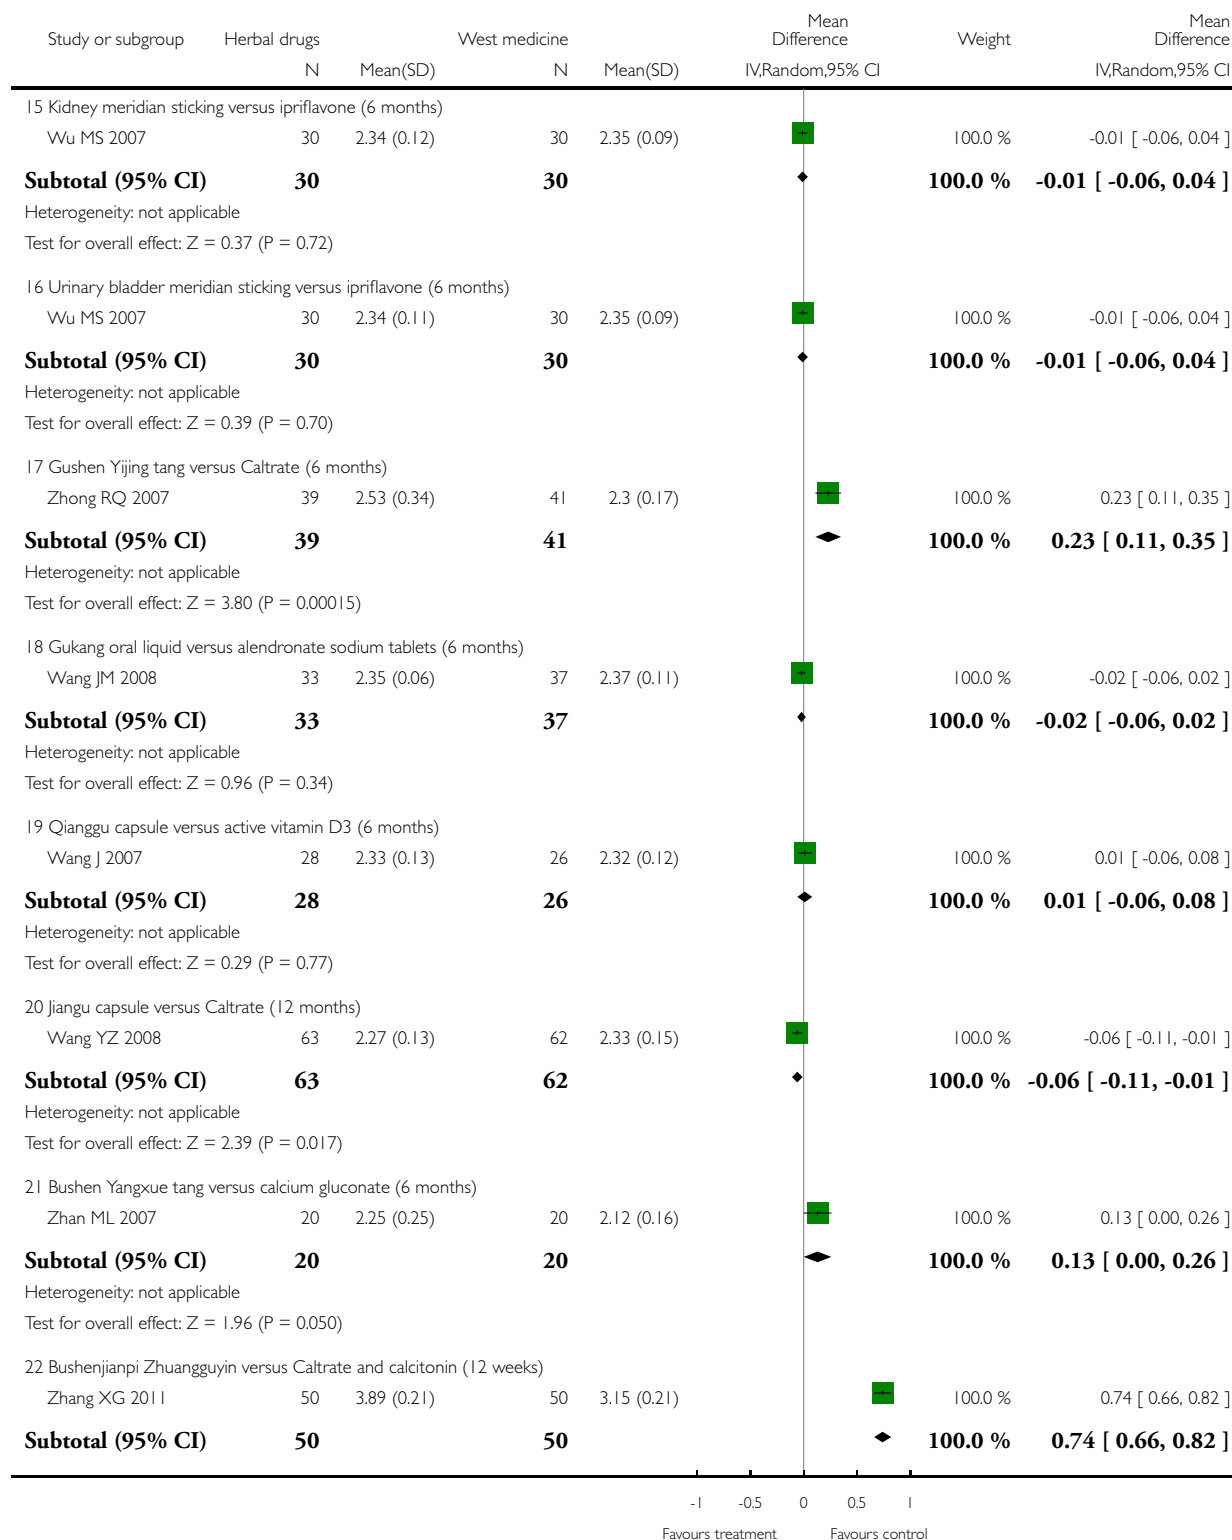 Study or subgroup Herbal drugs West medicine Mean Difference Weight Mean Difference
N Mean(SD) N Mean(SD) IV,Random,95% CI IV,Random,95% CI
15 Kidney meridian sticking versus ipriflavone (6 months)
Wu MS 2007 30 2.34 (0.12) 30 2.35 (0.09) 100.0 % -0.01 [ -0.06, 0.04 ]
Subtotal (95% CI) 30 30 100.0 % -0.01 [ -0.06, 0.04 ]
Heterogeneity: not applicable
Test for overall effect: Z = 0.37 (P = 0.72)
16 Urinary bladder meridian sticking versus ipriflavone (6 months)
Wu MS 2007 30 2.34 (0.11) 30 2.35 (0.09) 100.0 % -0.01 [ -0.06, 0.04 ]
Subtotal (95% CI) 30 30 100.0 % -0.01 [ -0.06, 0.04 ]
Heterogeneity: not applicable
Test for overall effect: Z = 0.39 (P = 0.70)
17 Gushen Yijing tang versus Caltrate (6 months)
Zhong RQ 2007 39 2.53 (0.34) 41 2.3 (0.17) 100.0 % 0.23 [ 0.11, 0.35 ]
Subtotal (95% CI) 39 41 100.0 % 0.23 [ 0.11, 0.35 ]
Heterogeneity: not applicable
Test for overall effect: Z = 3.80 (P = 0.00015)
18 Gukang oral liquid versus alendronate sodium tablets (6 months)
Wang JM 2008 33 2.35 (0.06) 37 2.37 (0.11) 100.0 % -0.02 [ -0.06, 0.02 ]
Subtotal (95% CI) 33 37 100.0 % -0.02 [ -0.06, 0.02 ]
Heterogeneity: not applicable
Test for overall effect: Z = 0.96 (P = 0.34)
19 Qianggu capsule versus active vitamin D3 (6 months)
Wang J 2007 28 2.33 (0.13) 26 2.32 (0.12) 100.0 % 0.01 [ -0.06, 0.08 ]
Subtotal (95% CI) 28 26 100.0 % 0.01 [ -0.06, 0.08 ]
Heterogeneity: not applicable
Test for overall effect: Z = 0.29 (P = 0.77)
20 Jiangu capsule versus Caltrate (12 months)
Wang YZ 2008 63 2.27 (0.13) 62 2.33 (0.15) 100.0 % -0.06 [ -0.11, -0.01 ]
Subtotal (95% CI) 63 62 100.0 % -0.06 [ -0.11, -0.01 ]
Heterogeneity: not applicable
Test for overall effect: Z = 2.39 (P = 0.017)
21 Bushen Yangxue tang versus calcium gluconate (6 months)
Zhan ML 2007 20 2.25 (0.25) 20 2.12 (0.16) 100.0 % 0.13 [ 0.00, 0.26 ]
Subtotal (95% CI) 20 20 100.0 % 0.13 [ 0.00, 0.26 ]
Heterogeneity: not applicable
Test for overall effect: Z = 1.96 (P = 0.050)
22 Bushenjianpi Zhuangguyin versus Caltrate and calcitonin (12 weeks)
Zhang XG 2011 50 3.89 (0.21) 50 3.15 (0.21) 100.0 % 0.74 [ 0.66, 0.82 ]
Subtotal (95% CI) 50 50 100.0 % 0.74 [ 0.66, 0.82 ]
-1 -0.5 0 0.5 1
Favours treatment Favours control